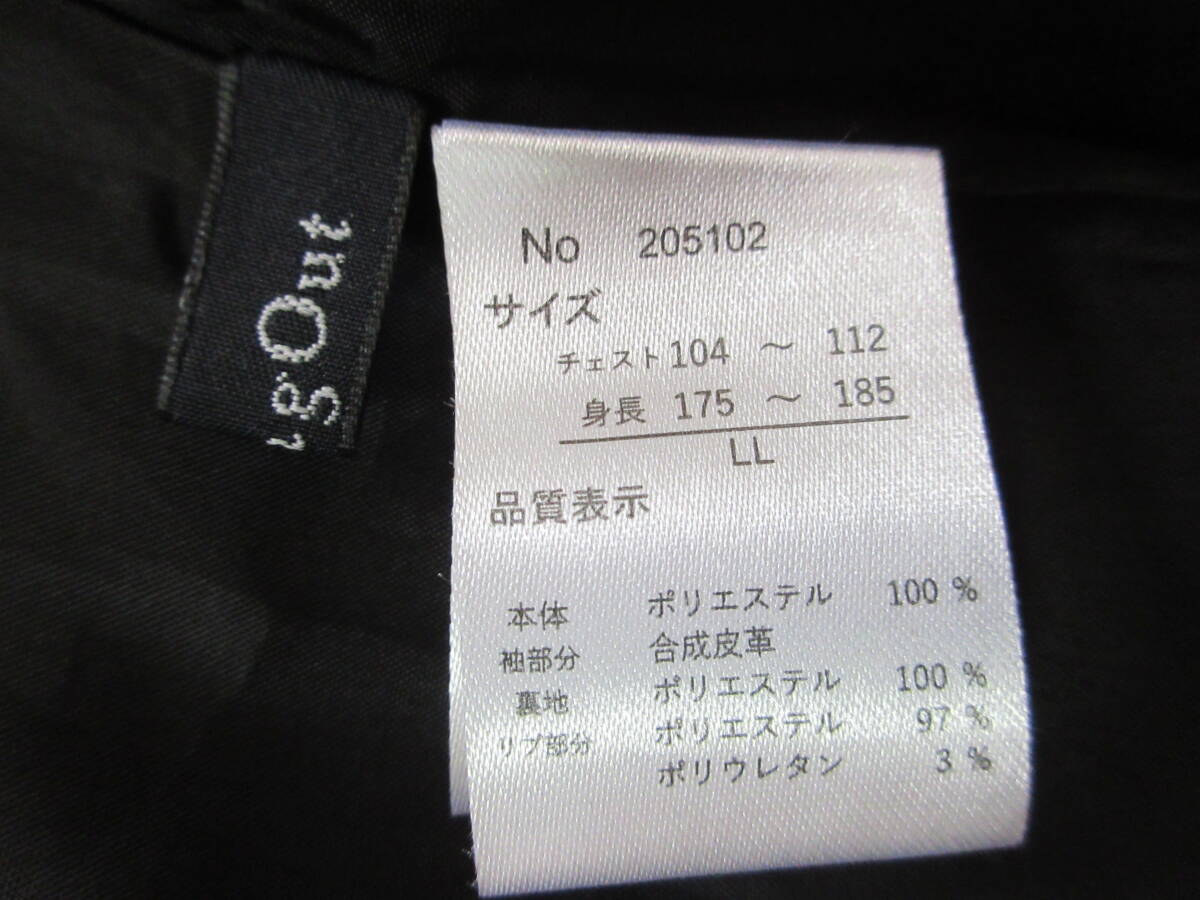 gOut
No 205102
サイズ
チェスト 104 ～ 112
身長 175 ～ 185
LL
品質表示
本体 ポリエステル 100 %
袖部分 合成皮革
裏地 ポリエステル 100 %
リブ部分 ポリエステル 97 %
ポリウレタン 3 %